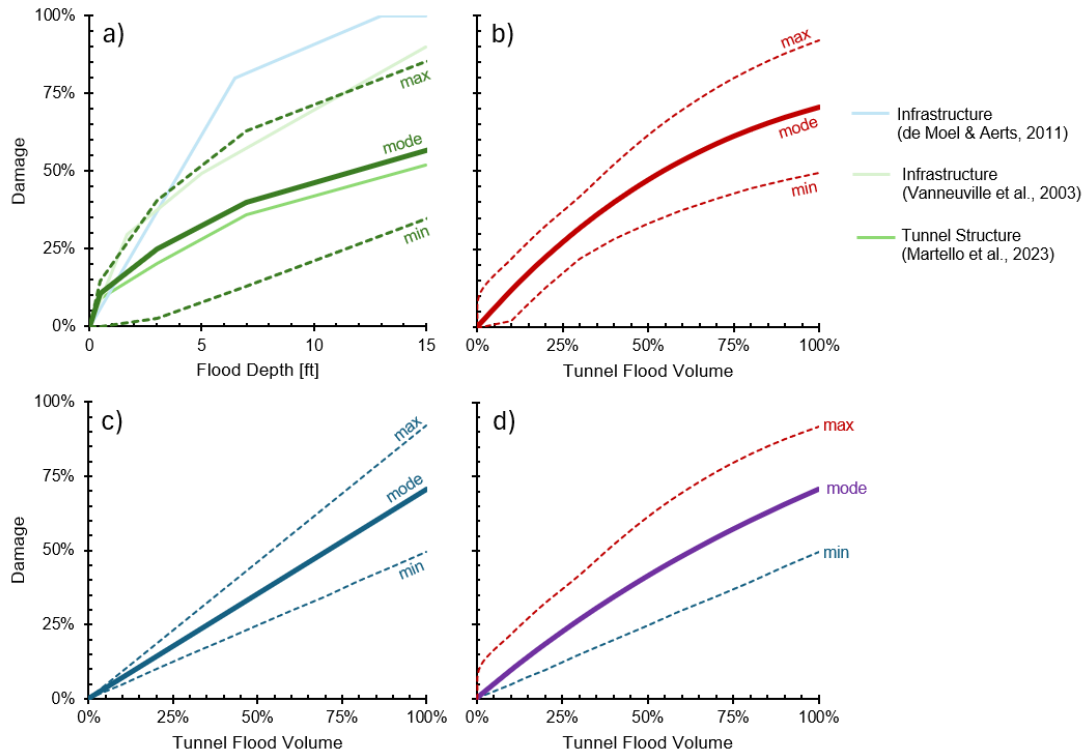 a)
100%
75%
50%
25%
0%
Damage
max
mode
min
0
5
10
15
Flood Depth [ft]
b)
max
mode
min
0%
25%
50%
75%
100%
Tunnel Flood Volume
Infrastructure
(de Moel & Aerts, 2011)
Infrastructure
(Vanneuville et al., 2003)
Tunnel Structure
(Martello et al., 2023)
c)
100%
75%
50%
25%
0%
Damage
max
mode
min
0%
25%
50%
75%
100%
Tunnel Flood Volume
d)
max
mode
min
0%
25%
50%
75%
100%
Tunnel Flood Volume